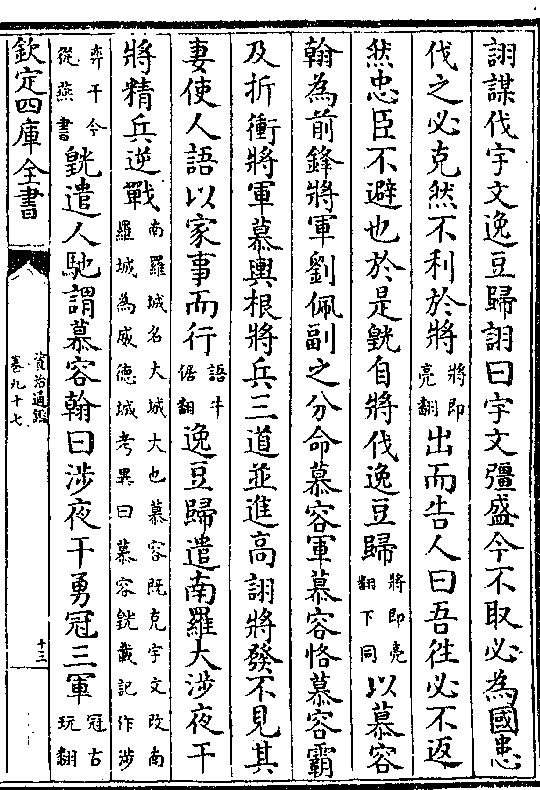 詡謀伐宇文逸豆歸詡曰宇文彊盛今不取必為國患
伐之必克然不利於將將即亮翻出而告人曰吾往必不返
然忠臣不避也於是皝自將伐逸豆歸將即亮翻下同以慕容
翰為前鋒將軍劉佩副之分命慕容軍慕容恪慕容霸
及折衝將軍慕輿根將兵三道並進高詡將發不見其
妻使人語以家事而行語牛倨翻逸豆歸遣南羅大涉夜干
將精兵逆戰南羅城名大城大也慕容既克宇文改南羅城為威德城考異曰慕容皝載記作涉
弈干今從燕書皝遣人馳謂慕容翰曰涉夜干勇冠三軍冠古玩翻
欽定四庫全書
資治通鑑
卷九十七
十三